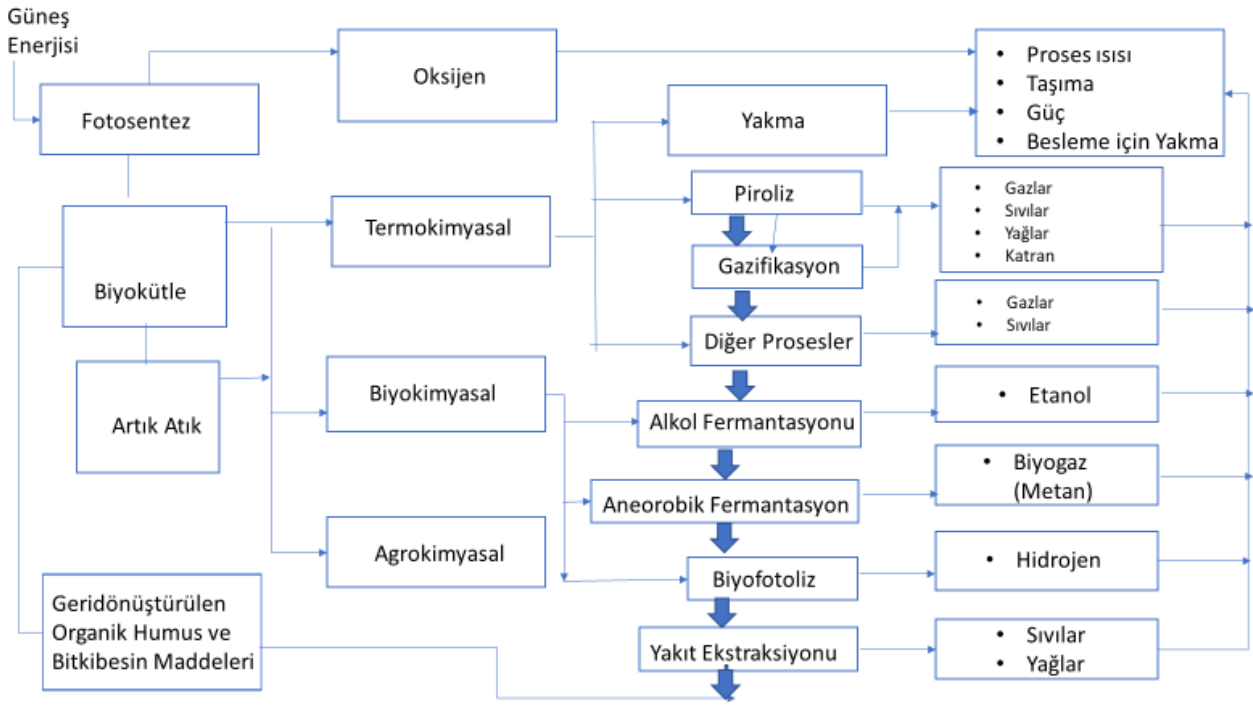 Güneş
Enerjisi
Fotosentez
Oksijen
• Proses ısısı
• Taşıma
• Güç
• Besleme için Yakma
Yakma
Biyokütle
Termokimyasal
Piroliz
Gazifikasyon
• Gazlar
• Sıvılar
• Yağlar
• Katran
Diğer Prosesler
• Gazlar
• Sıvılar
Artık Atık
Biyokimyasal
Alkol Fermantasyonu
• Etanol
Aneorobik Fermantasyon
• Biyogaz
(Metan)
Agrokimyasal
Biyofotoliz
• Hidrojen
Geridönüştürülen
Organik Humus ve
Bitkibesin Maddeleri
Yakıt Ekstraksiyonu
• Sıvılar
• Yağlar